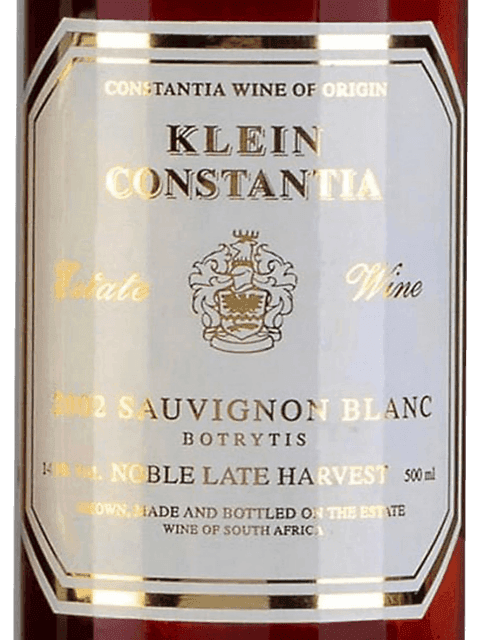 CONSTANTIA WINE OF ORIGIN
KLEIN
CONSTANTIA
Estate Wine
2002 SAUVIGNON BLANC
BOTRYTIS
NOBLE LATE HARVEST 500 ml
GROWN, MADE AND BOTTLED ON THE ESTATE
WINE OF SOUTH AFRICA